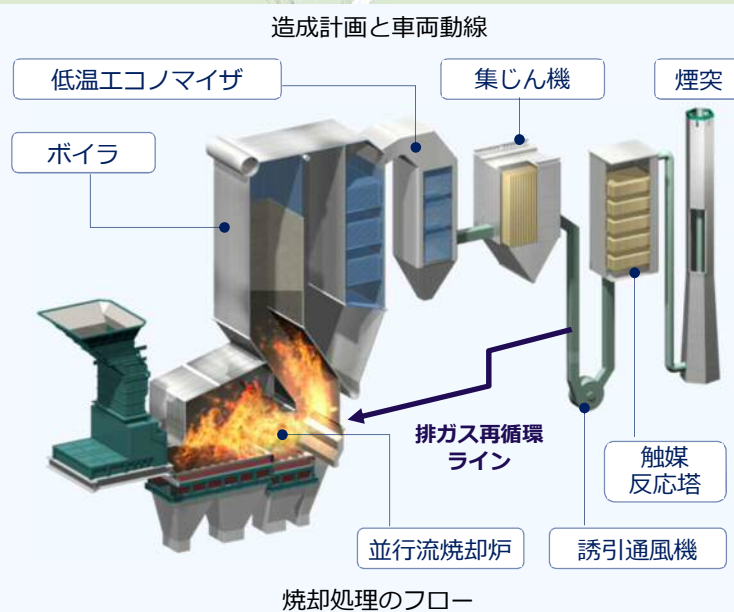 造成計画と車両動線
低温エコノマイザ
集じん機
煙突
ボイラ
排ガス再循環
ライン
触媒
反応塔
並行流焼却炉
誘引通風機
焼却処理のフロー